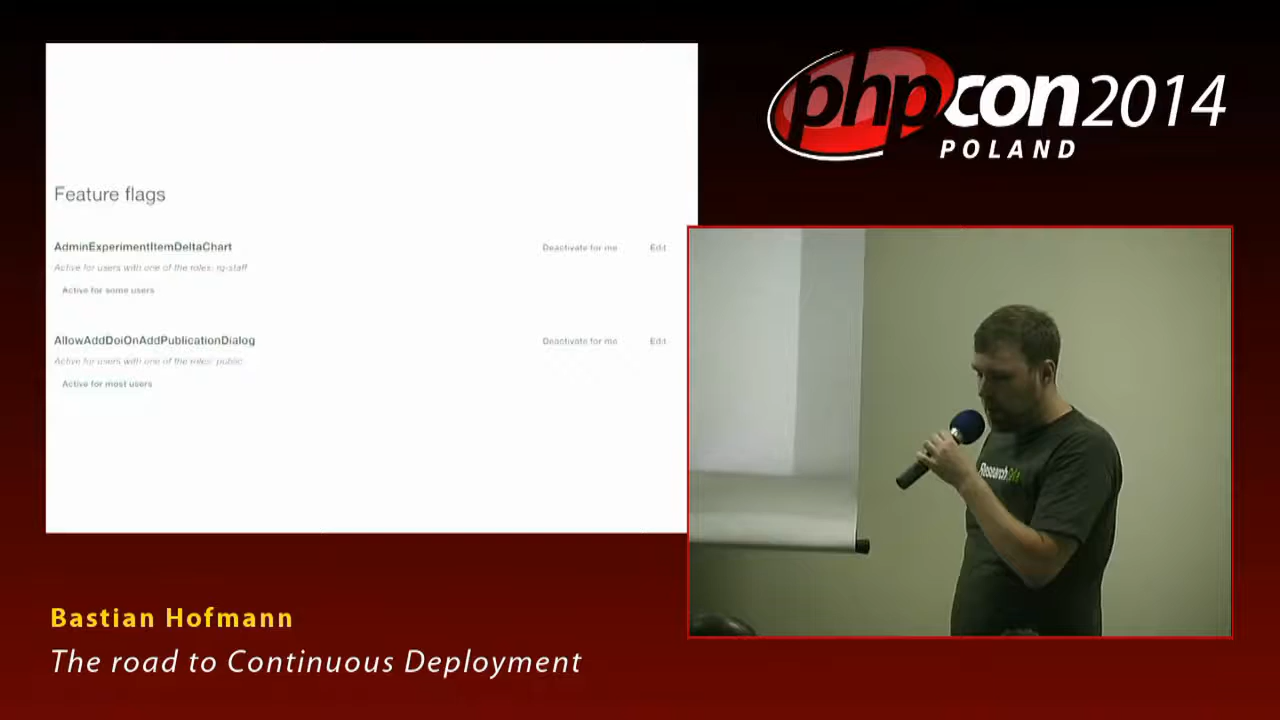 phpcon2014
POLAND
Feature flags
AdminExperimentItemDeltaChart
Deactivate for me
Edit
Active for users with one of the roles: rg-staff
Active for some users
AllowAddDoiOnAddPublicationDialog
Deactivate for me
Edit
Active for users with one of the roles: public
Active for most users
Research
Bastian Hofmann
The road to Continuous Deployment